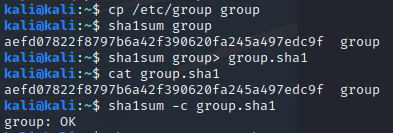 kali@kali:~$ cp /etc/group group
kali@kali:~$ sha1sum group
aefd07822f8797b6a42f390620fa245a497edc9f  group
kali@kali:~$ sha1sum group> group.sha1
kali@kali:~$ cat group.sha1
aefd07822f8797b6a42f390620fa245a497edc9f  group
kali@kali:~$ sha1sum -c group.sha1
group: OK